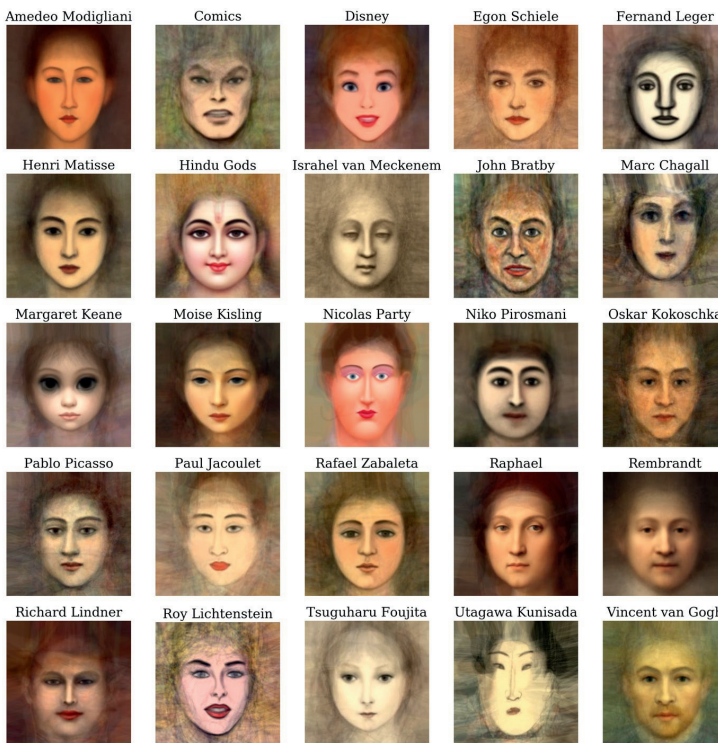 Amedeo Modigliani Comics Disney Egon Schiele Fernand Leger
Henri Matisse Hindu Gods Israhel van Meckenem John Bratby Marc Chagall
Margaret Keane Moise Kisling Nicolas Party Niko Pirosmani Oskar Kokoschka
Pablo Picasso Paul Jacoulet Rafael Zabaleta Raphael Rembrandt
Richard Lindner Roy Lichtenstein Tsuguharu Foujita Utagawa Kunisada Vincent van Gogh